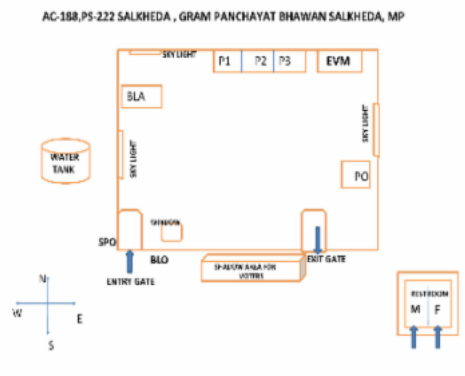 AC-188,PS-222 SALKHEDA , GRAM PANCHAYAT BHAWAN SALKHEDA, MP
SKY LIGHT
P1 P2 P3 EVM
BLA
SKY LIGHT
SKY LIGHT
WATER
TANK
PO
SPO
BLO
ENTRY GATE
EXIT GATE
SHADOW AREA FOR
VOTERS
N
W E
S
RESTROOM
M F